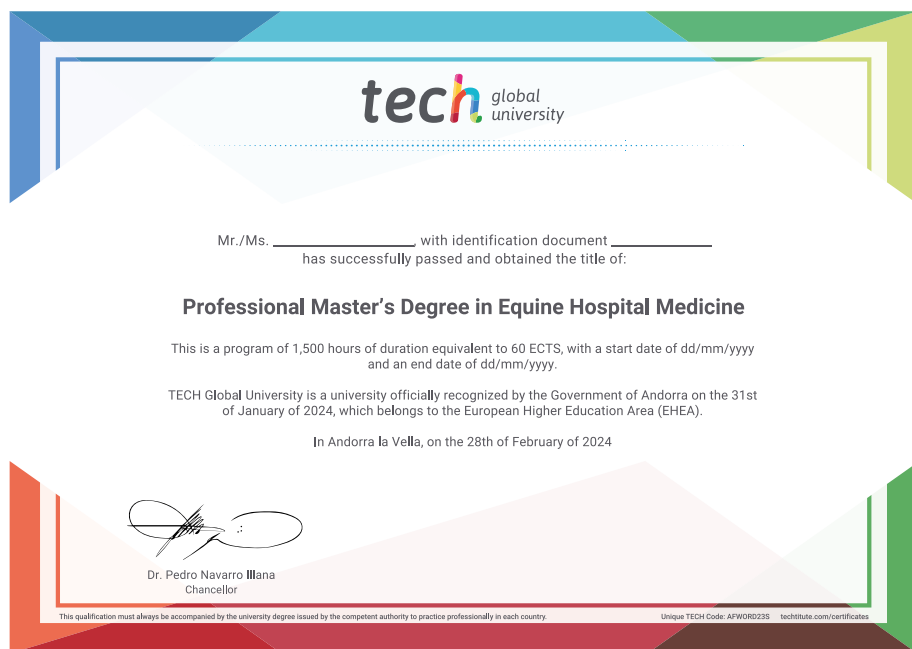 tech global university
Mr./Ms. ____________________, with identification document ______________
has successfully passed and obtained the title of:
Professional Master's Degree in Equine Hospital Medicine
This is a program of 1,500 hours of duration equivalent to 60 ECTS, with a start date of dd/mm/yyyy
and an end date of dd/mm/yyyy.
TECH Global University is a university officially recognized by the Government of Andorra on the 31st
of January of 2024, which belongs to the European Higher Education Area (EHEA).
In Andorra la Vella, on the 28th of February of 2024
Dr. Pedro Navarro Illana
Chancellor
This qualification must always be accompanied by the university degree issued by the competent authority to practice professionally in each country.
Unique TECH Code: AFWORD23S techtitute.com/certificates